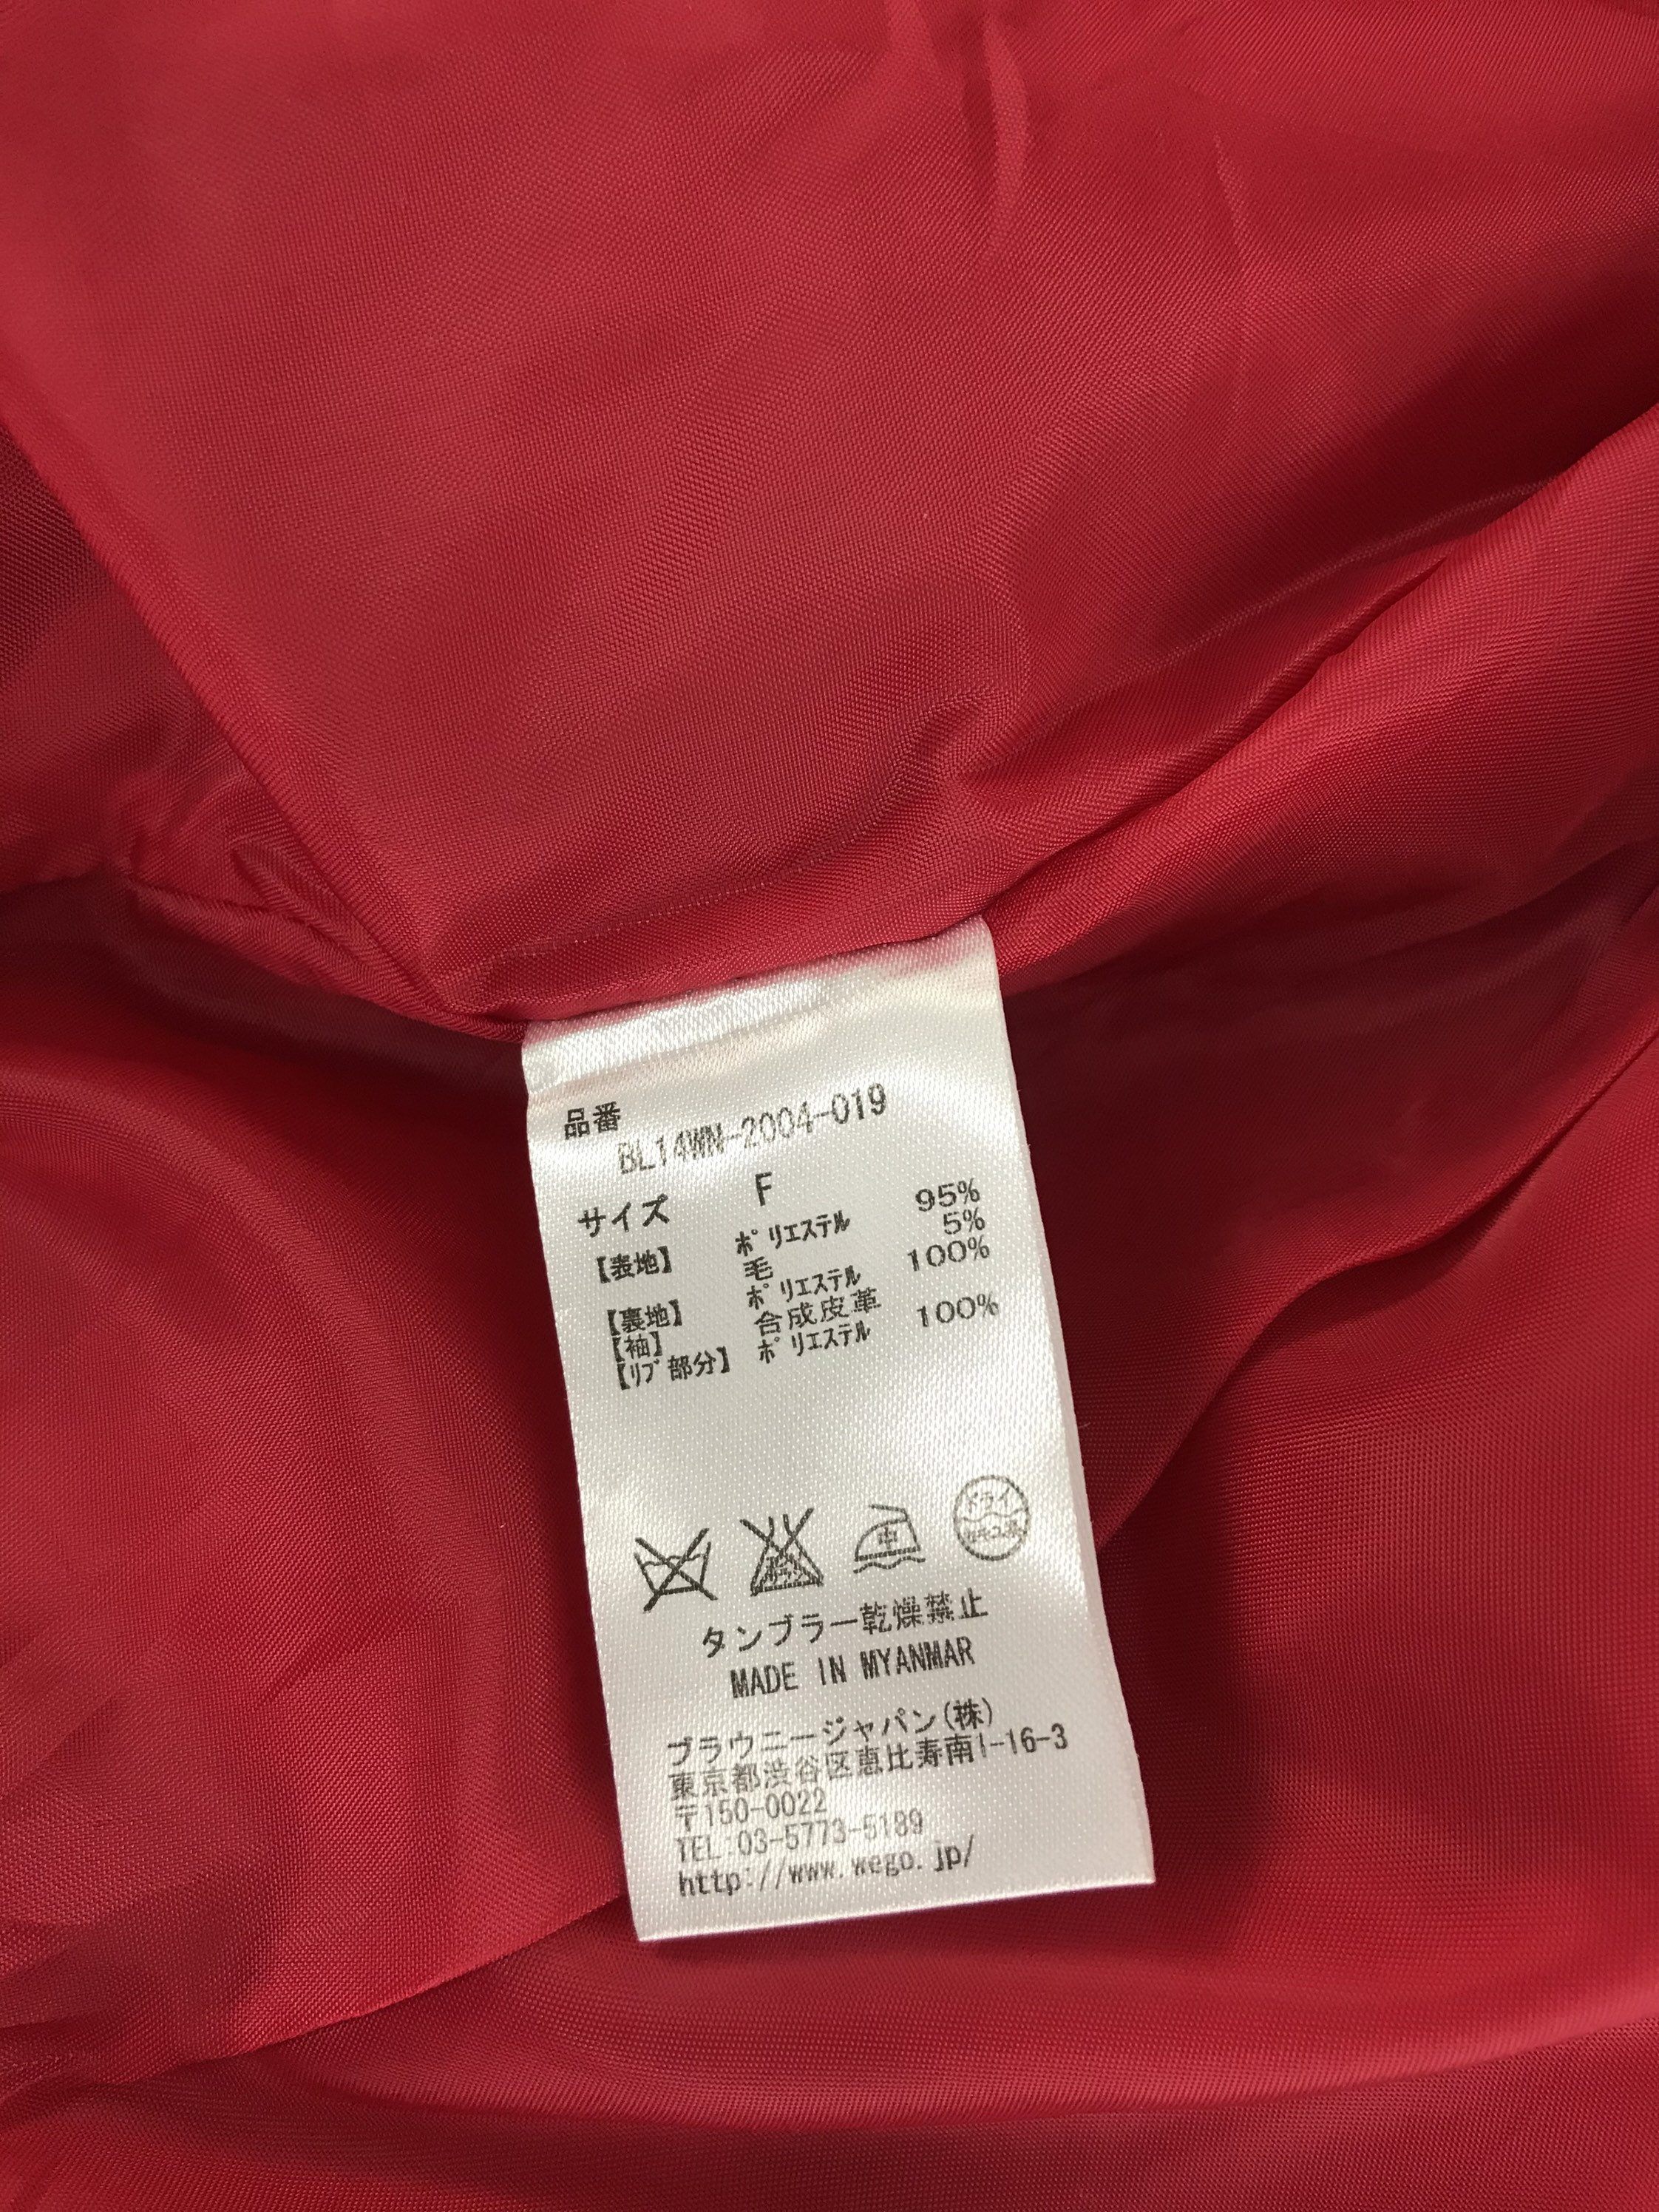 品番
BL14WN-2004-019
サイズ F
【表地】 ポリエステル 95%
毛 5%
【裏地】 ポリエステル 100%
【袖】 合成皮革
【リブ部分】 ポリエステル 100%
中 ドライ
タンブラー乾燥禁止
MADE IN MYANMAR
ブラウニージャパン(株)
東京都渋谷区恵比寿南1-16-3
〒150-0022
TEL:03-5773-5189
http://www.wego.jp/